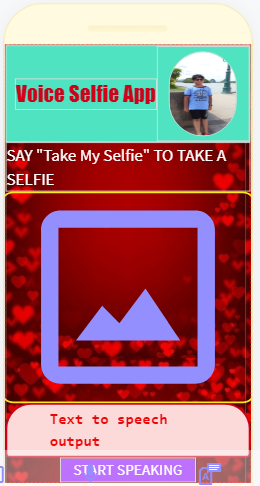 Voice Selfie App
SAY "Take My Selfie" TO TAKE A
SELFIE
Text to speech
output
START SPEAKING